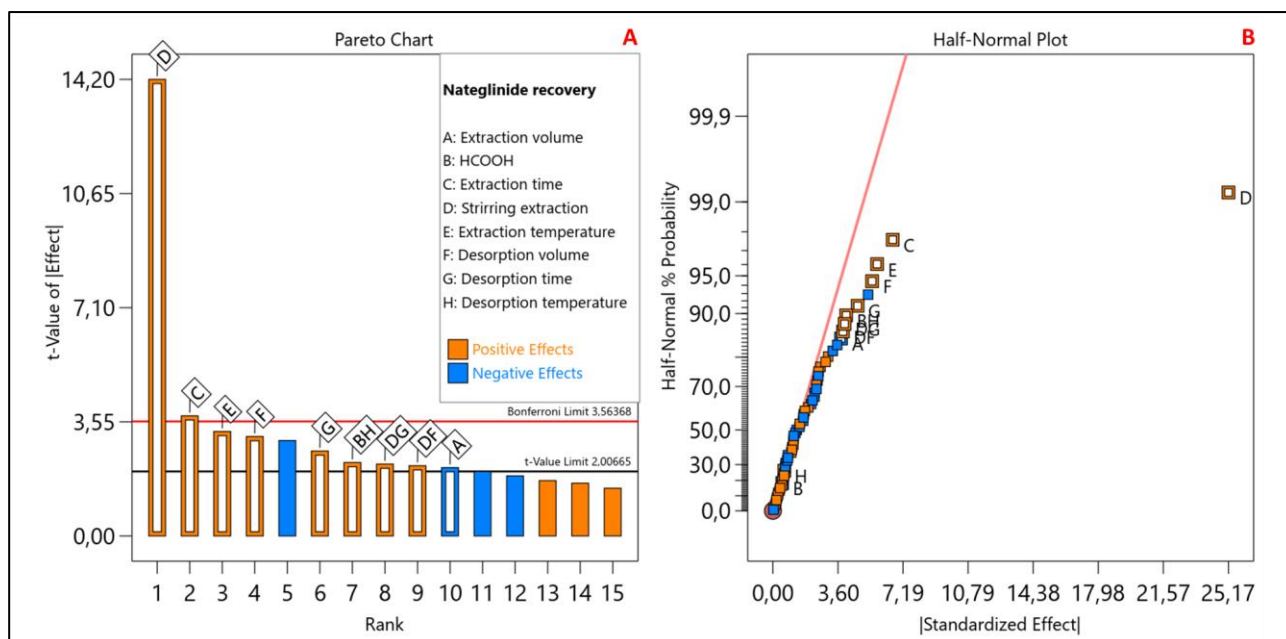 Pareto Chart
A
t-Value of |Effect|
14,20
10,65
7,10
3,55
0,00
D
C
E
F
G
BH
DG
DF
A
Nateglinide recovery
A: Extraction volume
B: HCOOH
C: Extraction time
D: Strirring extraction
E: Extraction temperature
F: Desorption volume
G: Desorption time
H: Desorption temperature
Positive Effects
Negative Effects
Bonferroni Limit 3,56368
t-Value Limit 2,00665
1 2 3 4 5 6 7 8 9 10 11 12 13 14 15
Rank
Half-Normal Plot
B
Half-Normal % Probability
99,9
99,0
95,0
90,0
70,0
50,0
30,0
0,0
D
C
E
F
G
BH
DG
DF
A
H
B
0,00 3,60 7,19 10,79 14,38 17,98 21,57 25,17
|Standardized Effect|